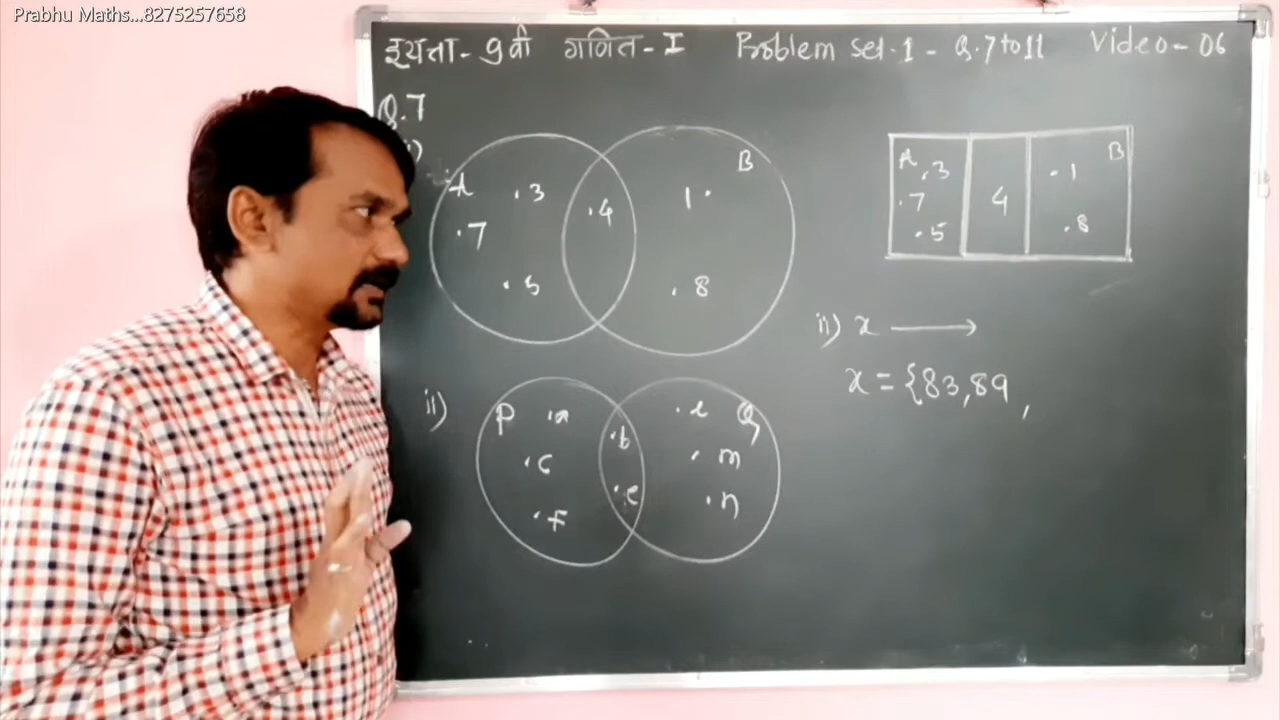 Prabhu Maths...8275257658
इयत्ता - 9 वी गणित - I Problem set.1 - Q.7 to 11 Video - 06
Q.7
i)
A .3 .7 .5 .4 B 1. .8
A .3 .7 .5 4 B .1 .8
ii) x ⟶
x = {83,89,
ii) P .a .c .f .b .e Q .l .m .n